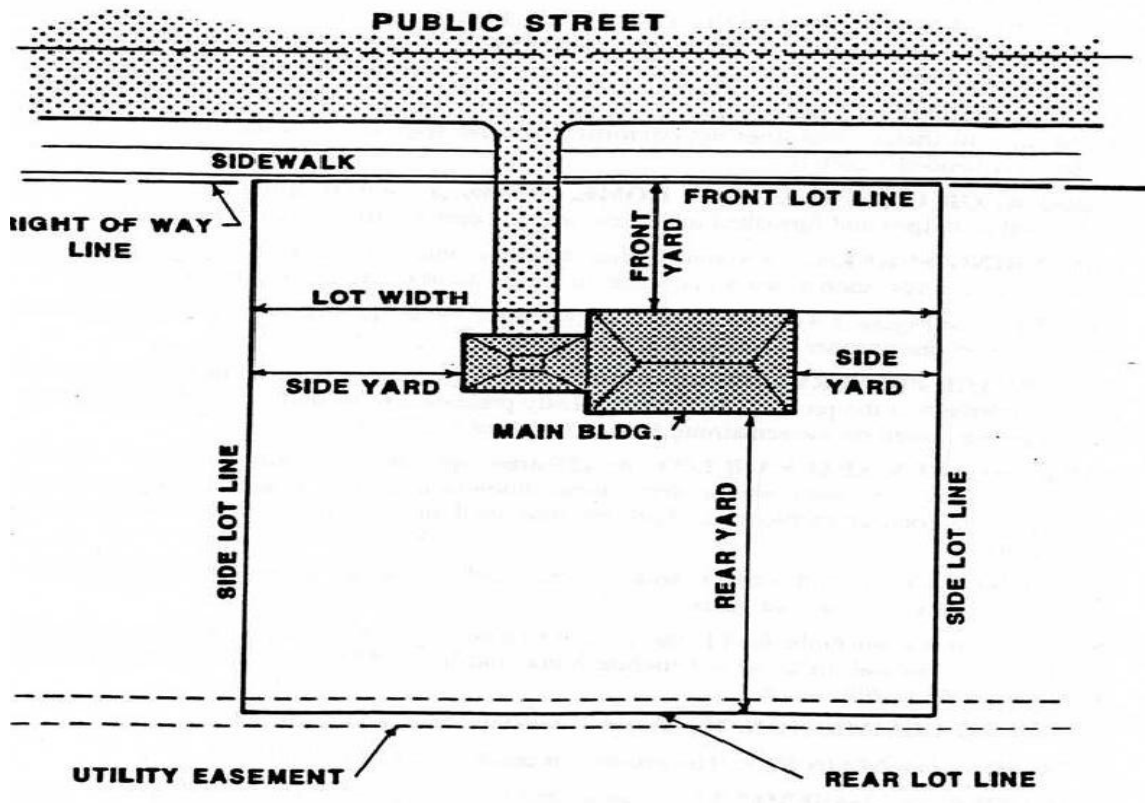 PUBLIC STREET
SIDEWALK
FRONT LOT LINE
RIGHT OF WAY
LINE
FRONT
YARD
LOT WIDTH
SIDE YARD
SIDE
YARD
MAIN BLDG.
SIDE LOT LINE
REAR YARD
SIDE LOT LINE
UTILITY EASEMENT
REAR LOT LINE